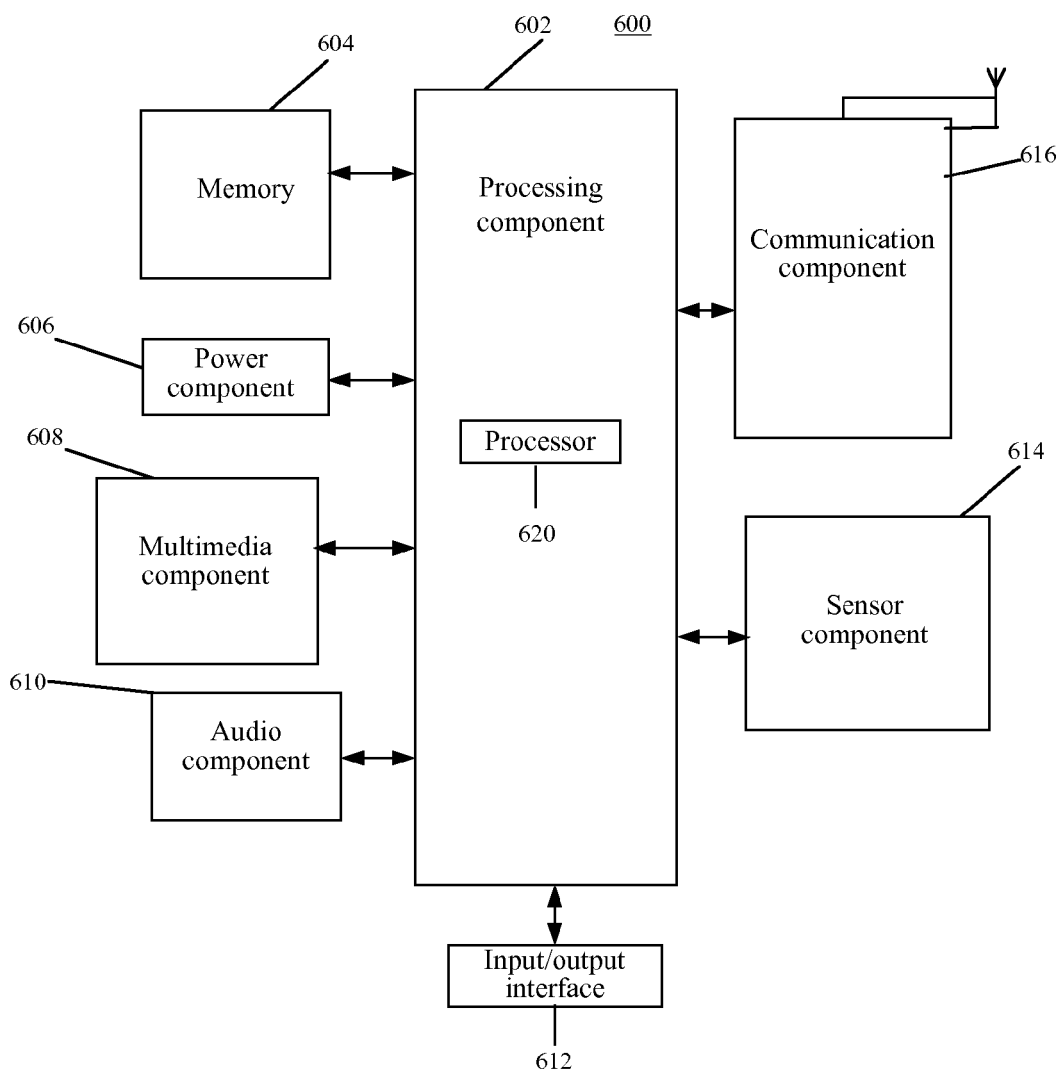 600
602
604
Memory
Processing
component
616
Communication
component
606
Power
component
608
Processor
620
614
Multimedia
component
Sensor
component
610
Audio
component
Input/output
interface
612